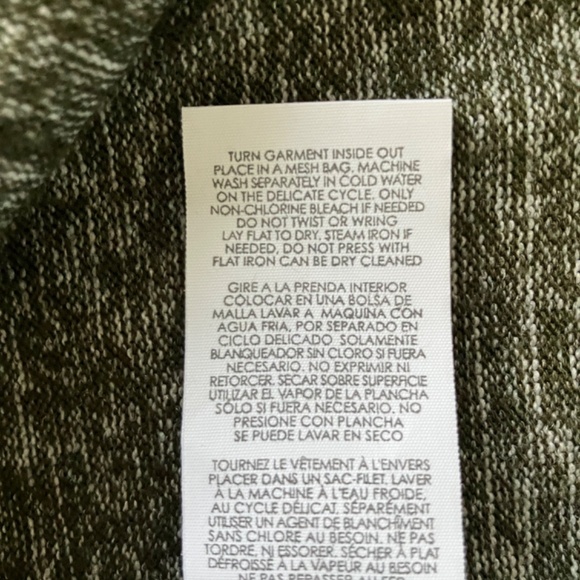 TURN GARMENT INSIDE OUT
PLACE IN A MESH BAG. MACHINE
WASH SEPARATELY IN COLD WATER
ON THE DELICATE CYCLE. ONLY
NON-CHLORINE BLEACH IF NEEDED
DO NOT TWIST OR WRING
LAY FLAT TO DRY. STEAM IRON IF
NEEDED, DO NOT PRESS WITH
FLAT IRON CAN BE DRY CLEANED
GIRE A LA PRENDA INTERIOR
COLOCAR EN UNA BOLSA DE
MALLA LAVAR A MAQUINA CON
AGUA FRIA, POR SEPARADO EN
CICLO DELICADO SOLAMENTE
BLANQUEADOR SIN CLORO SI FUERA
NECESARIO. NO EXPRIMIR NI
RETORCER. SECAR SOBRE SUPERFICIE
UTILIZAR EL VAPOR DE LA PLANCHA
SÓLO SI FUERA NECESARIO. NO
PRESIONE CON PLANCHA
SE PUEDE LAVAR EN SECO
TOURNEZ LE VÊTEMENT À L'ENVERS
PLACER DANS UN SAC-FILET. LAVER
À LA MACHINE À L'EAU FROIDE,
AU CYCLE DÉLICAT. SÉPARÉMENT
UTILISER UN AGENT DE BLANCHÎMENT
SANS CHLORE AU BESOIN. NE PAS
TORDRE, NI ESSORER. SÉCHER À PLAT
DÉFROISSÉ À LA VAPEUR AU BESOIN
NE PAS REPASSER